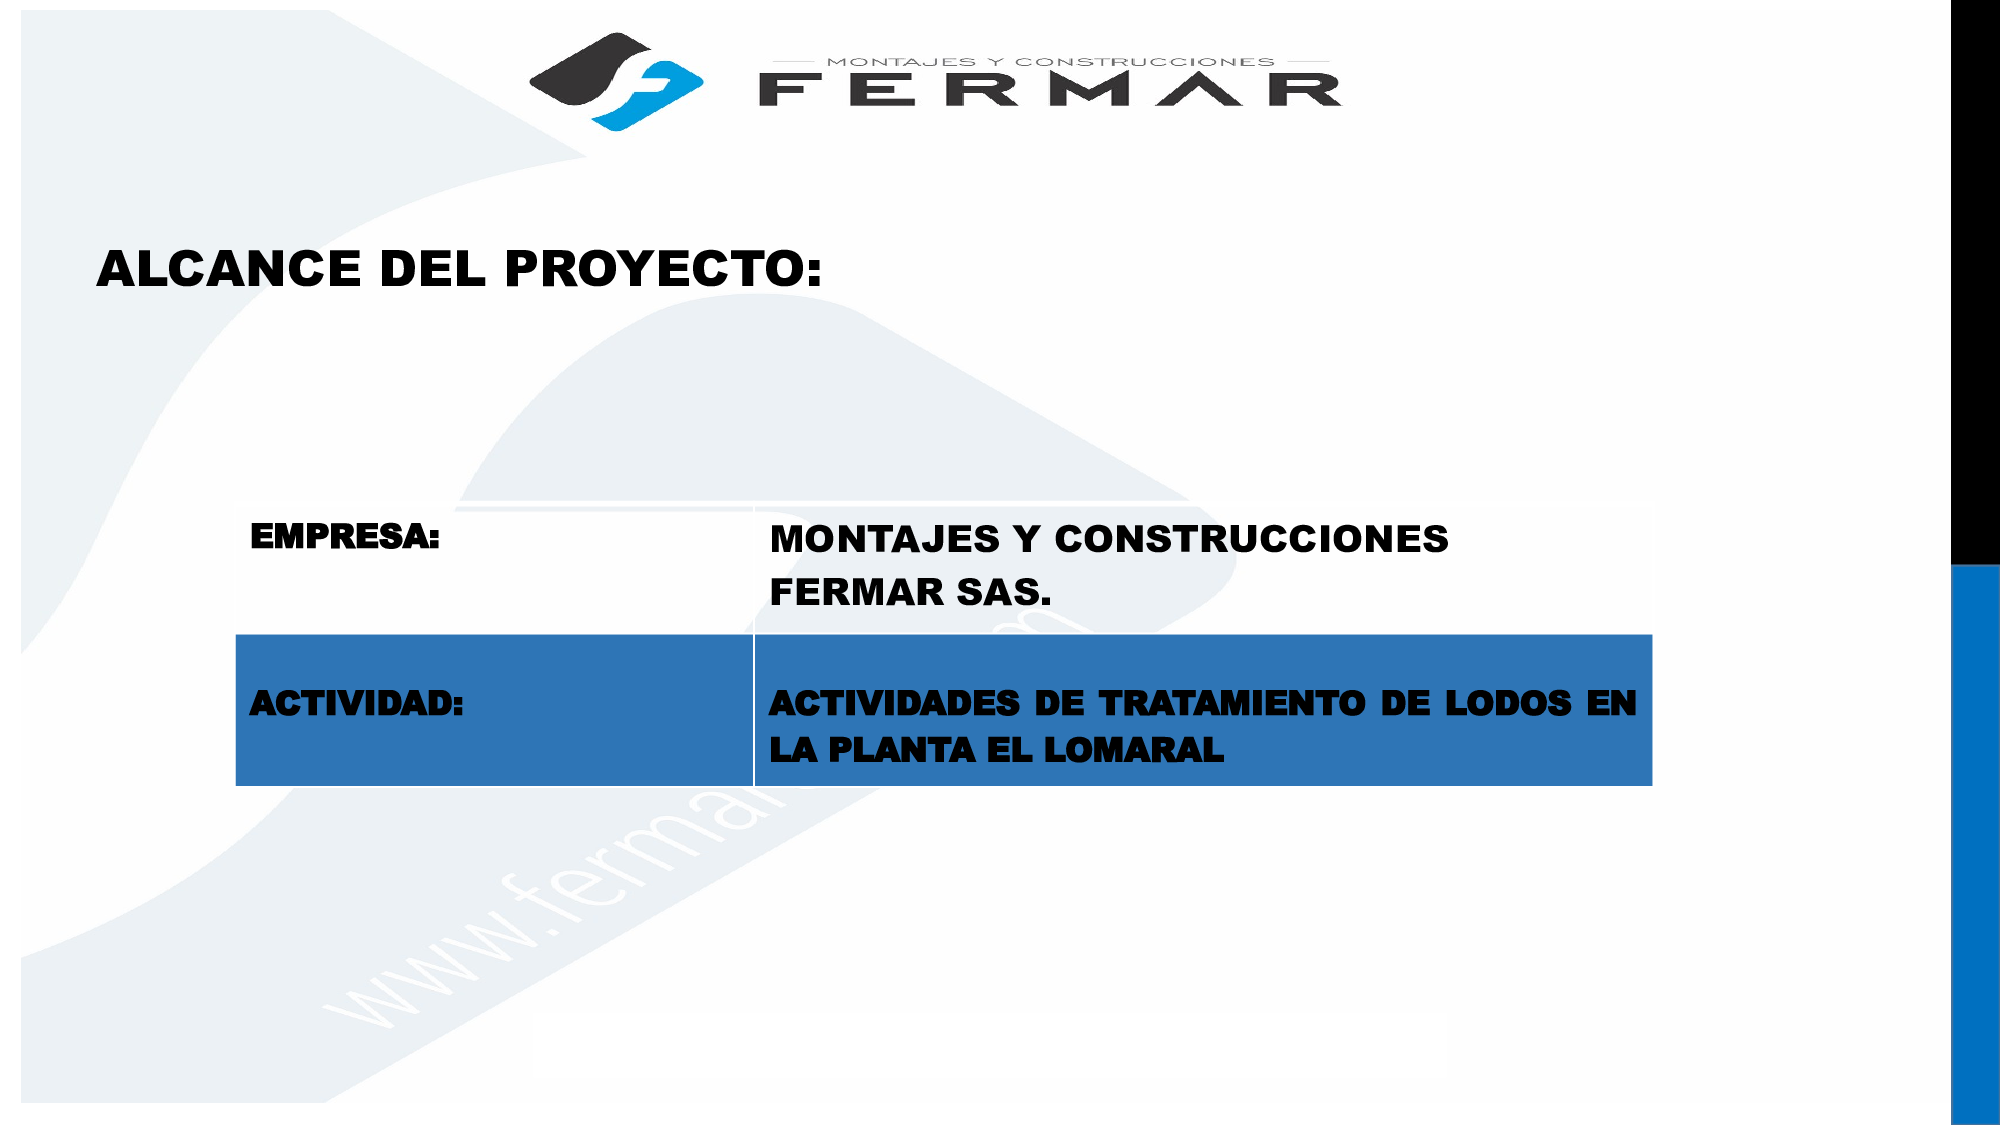 MONTAJES Y CONSTRUCCIONES
FERMAR
ALCANCE DEL PROYECTO:
EMPRESA:
MONTAJES Y CONSTRUCCIONES
FERMAR SAS.
ACTIVIDAD:
ACTIVIDADES DE TRATAMIENTO DE LODOS EN
LA PLANTA EL LOMARAL
www.fermar